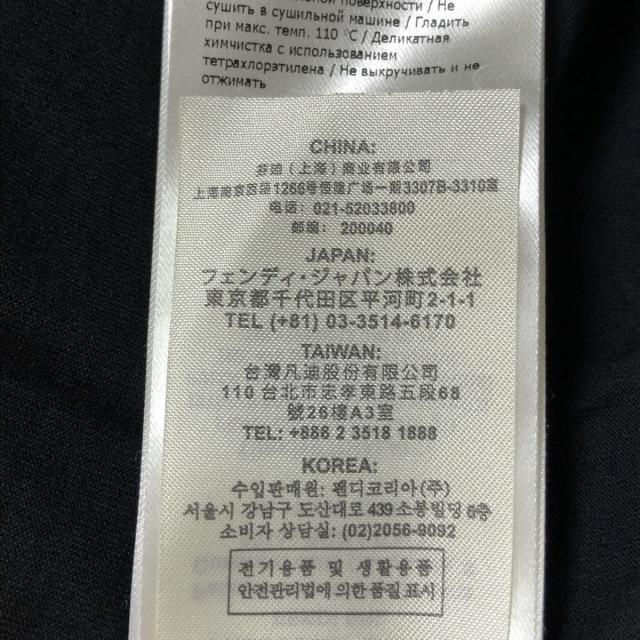 поверхности / Не
сушить в сушильной машине / Гладить
при макс. темп. 110 °C / Деликатная
химчистка с использованием
тетрахлорэтилена / Не выкручивать и не
отжимать
CHINA:
芬迪（上海）商业有限公司
上海南京西路1266号恒隆广场一期3307B-3310室
电话：021-52033800
邮编：200040
JAPAN:
フェンディ・ジャパン株式会社
東京都千代田区平河町2-1-1
TEL (+81) 03-3514-6170
TAIWAN:
台灣凡迪股份有限公司
110 台北市忠孝東路五段68
號26樓A3室
TEL: +886 2 3518 1888
KOREA:
수입판매원: 펜디코리아(주)
서울시 강남구 도산대로 439 소봉빌딩 6층
소비자 상담실: (02)2056-9092
전기용품 및 생활용품
안전관리법에 의한 품질 표시